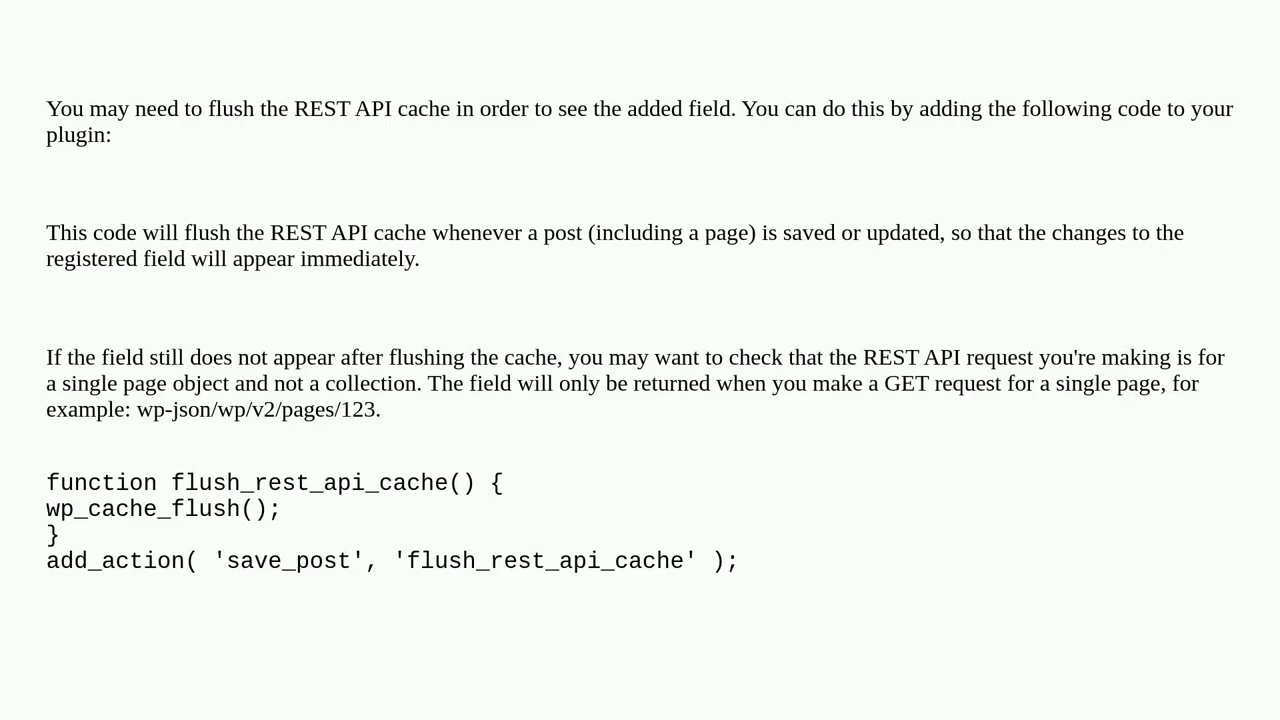 You may need to flush the REST API cache in order to see the added field. You can do this by adding the following code to your
plugin:
This code will flush the REST API cache whenever a post (including a page) is saved or updated, so that the changes to the
registered field will appear immediately.
If the field still does not appear after flushing the cache, you may want to check that the REST API request you're making is for
a single page object and not a collection. The field will only be returned when you make a GET request for a single page, for
example: wp-json/wp/v2/pages/123.
function flush_rest_api_cache() {
wp_cache_flush();
}
add_action( 'save_post', 'flush_rest_api_cache' );